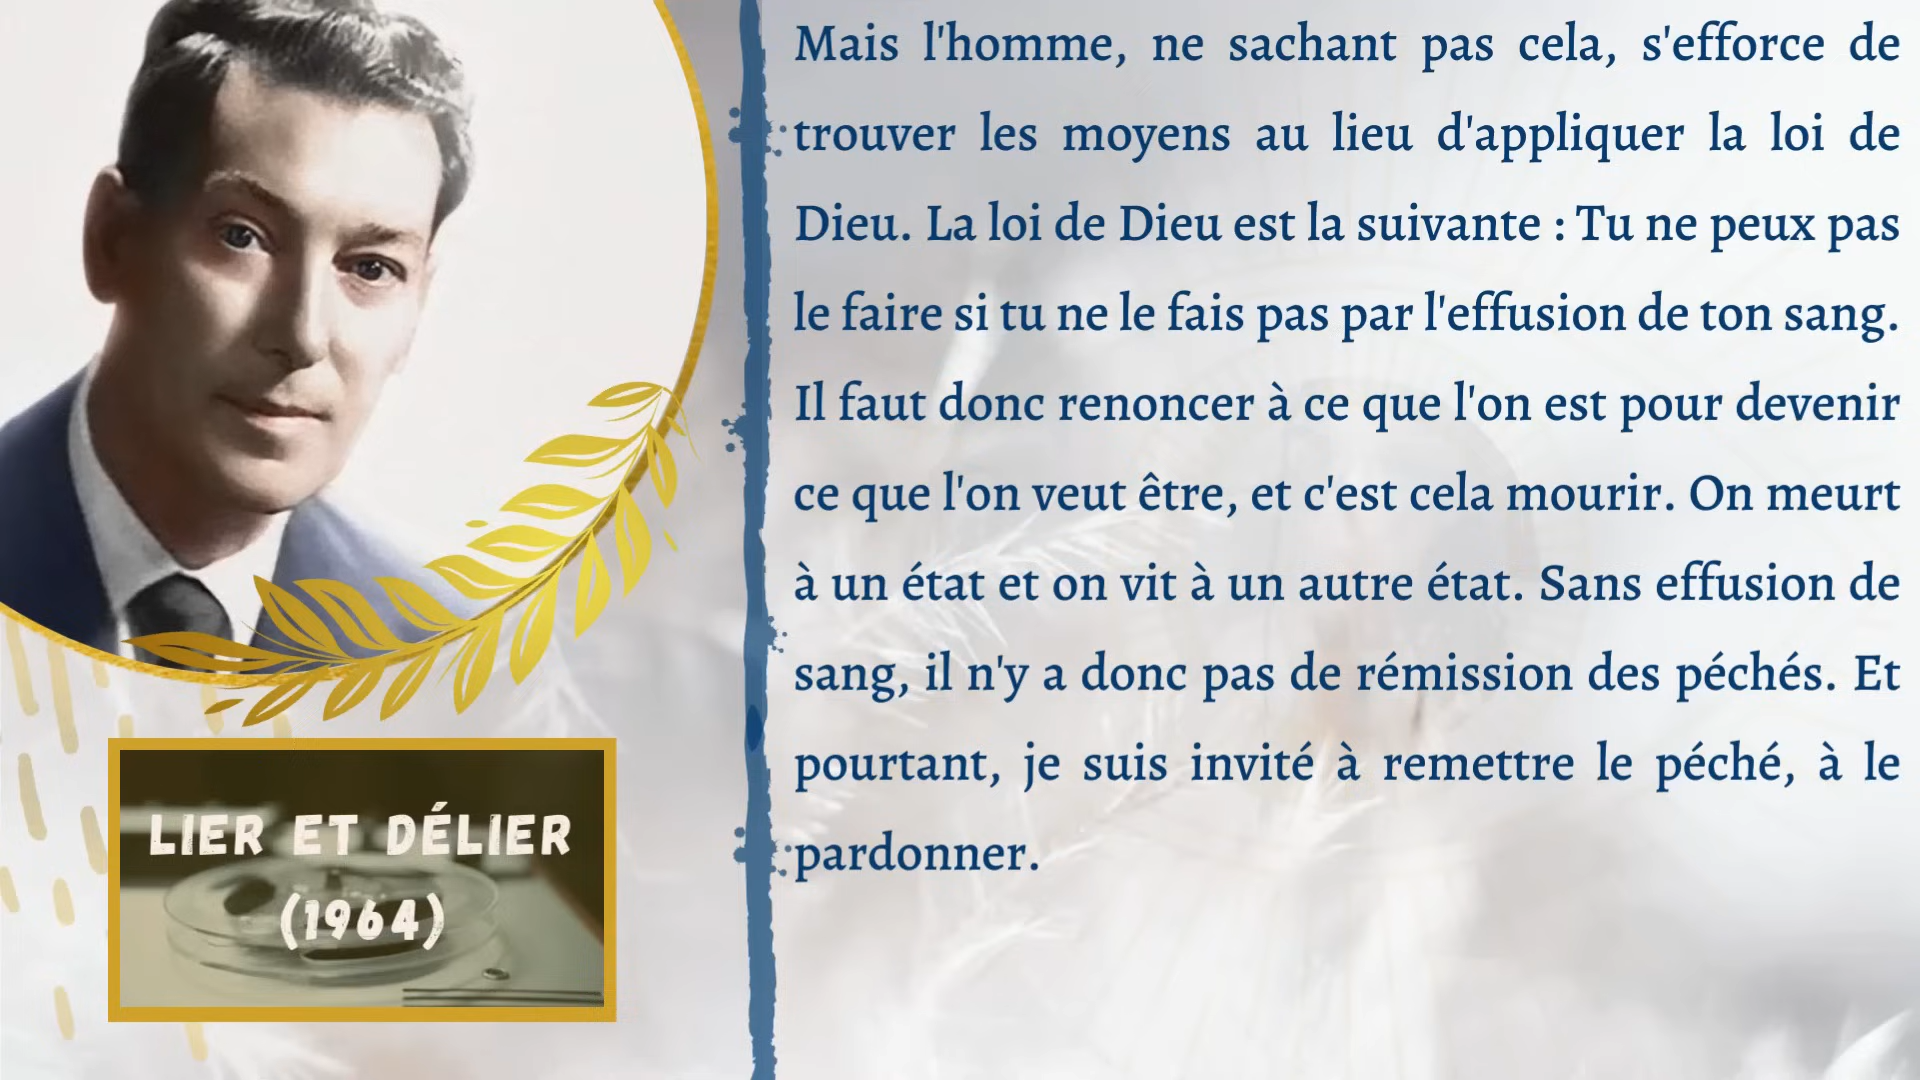 Mais l'homme, ne sachant pas cela, s'efforce de
trouver les moyens au lieu d'appliquer la loi de
Dieu. La loi de Dieu est la suivante : Tu ne peux pas
le faire si tu ne le fais pas par l'effusion de ton sang.
Il faut donc renoncer à ce que l'on est pour devenir
ce que l'on veut être, et c'est cela mourir. On meurt
à un état et on vit à un autre état. Sans effusion de
sang, il n'y a donc pas de rémission des péchés. Et
pourtant, je suis invité à remettre le péché, à le
pardonner.
LIER ET DÉLIER
(1964)